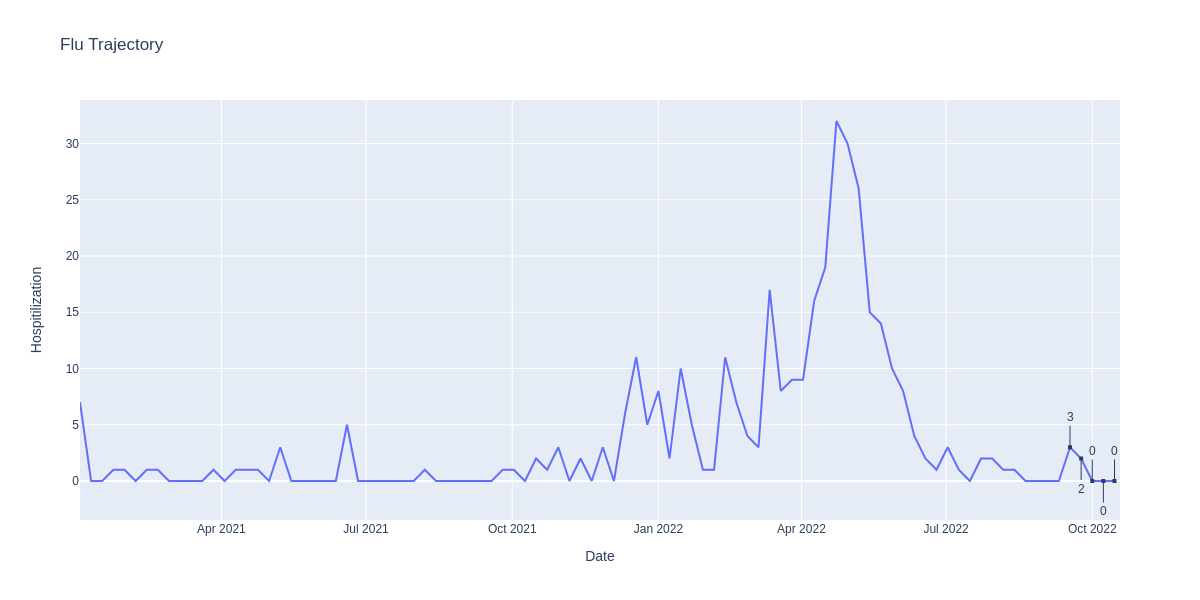 Flu Trajectory
Hospitilization
30
25
20
15
10
5
0
3
2
0
0
0
Apr 2021
Jul 2021
Oct 2021
Jan 2022
Apr 2022
Jul 2022
Oct 2022
Date